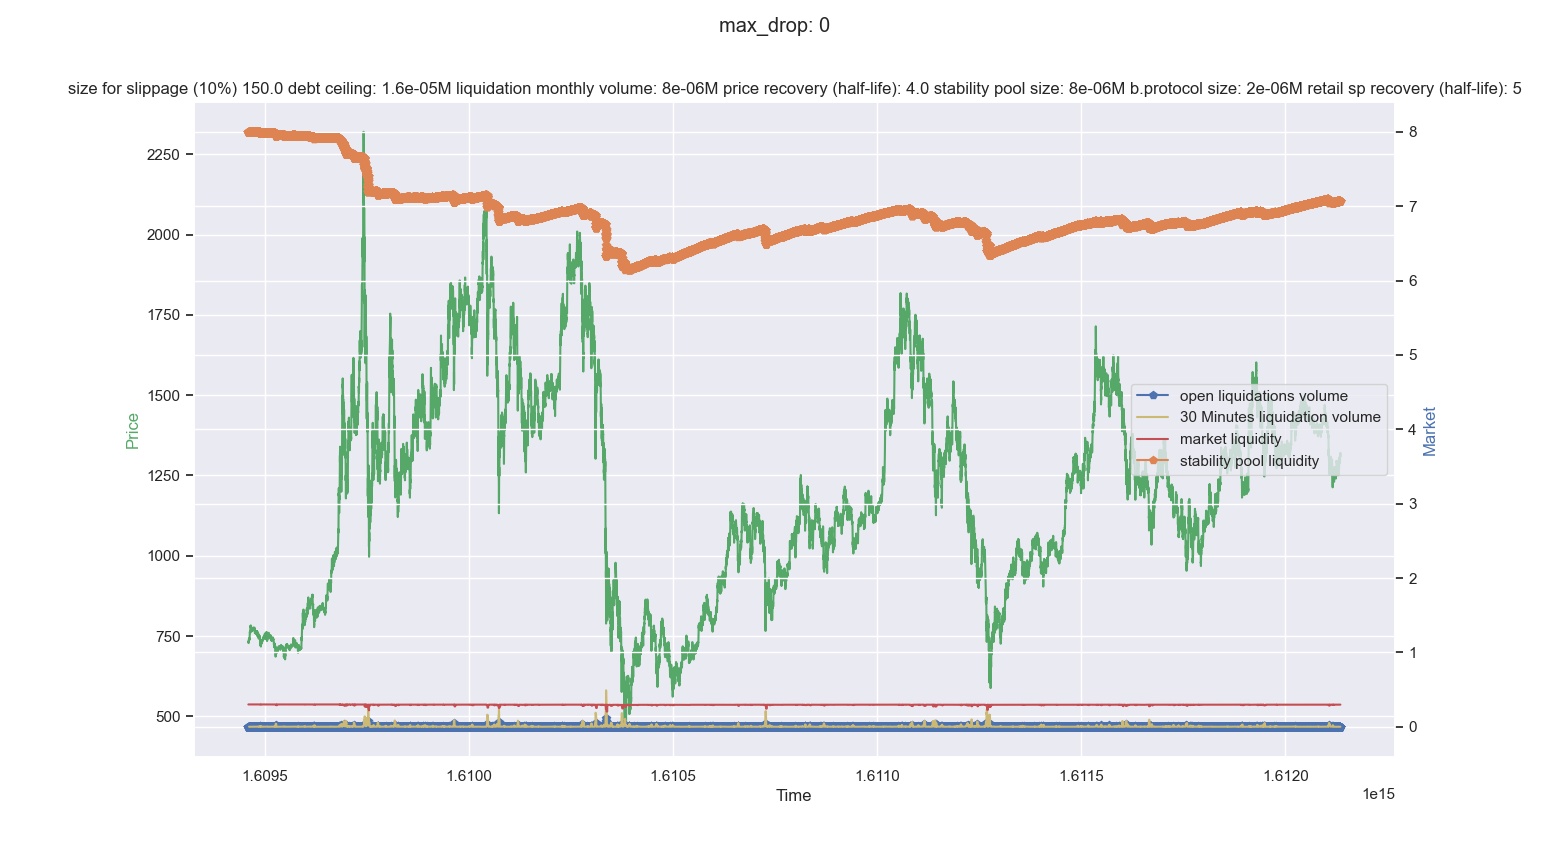 max_drop: 0
size for slippage (10%) 150.0 debt ceiling: 1.6e-05M liquidation monthly volume: 8e-06M price recovery (half-life): 4.0 stability pool size: 8e-06M b.protocol size: 2e-06M retail sp recovery (half-life): 5
2250
2000
1750
1500
1250
1000
750
500
Price
8
7
6
5
4
3
2
1
0
Market
open liquidations volume
30 Minutes liquidation volume
market liquidity
stability pool liquidity
1.6095
1.6100
1.6105
1.6110
1.6115
1.6120
1e15
Time